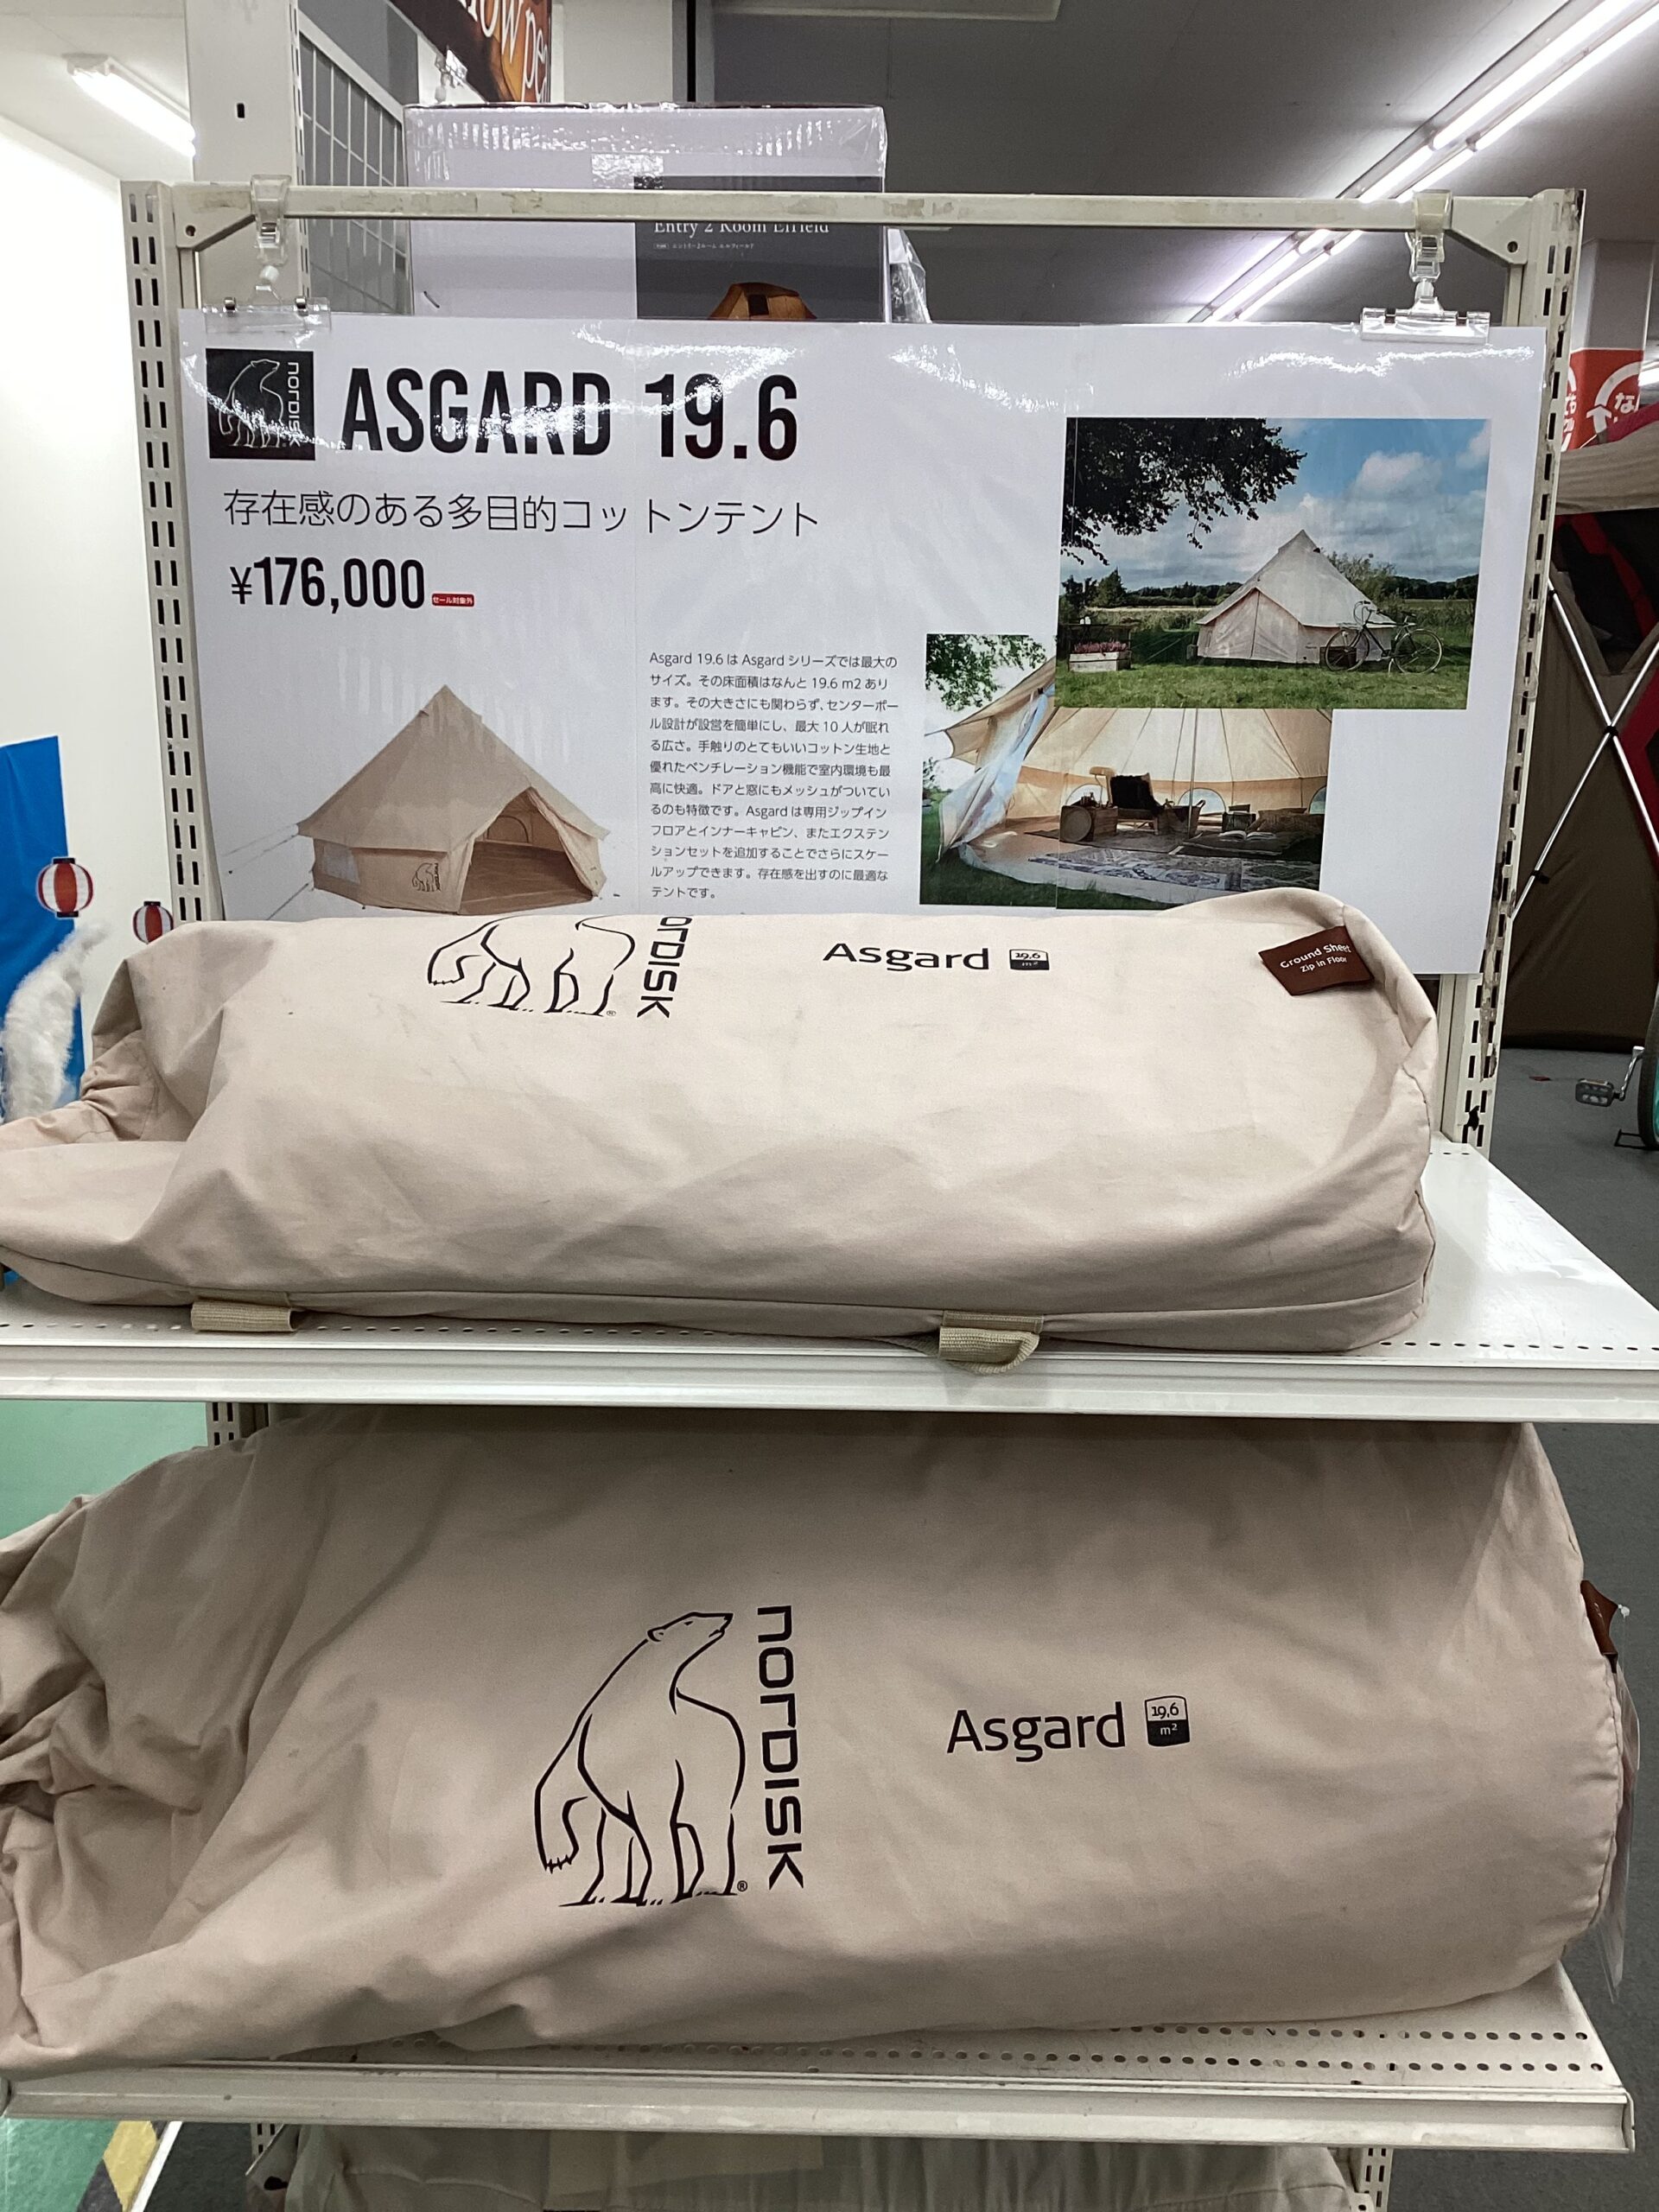 Entry 2 Room Elfield
nordisk
ASGARD 19.6
存在感のある多目的コットンテント
¥176,000 セール対象外
Asgard 19.6 は Asgard シリーズでは最大の
サイズ。その床面積はなんと 19.6 m2 あり
ます。その大きさにも関わらず、センターポー
ル設計が設営を簡単にし、最大 10 人が眠れ
る広さ。手触りのとてもいいコットン生地と
優れたベンチレーション機能で室内環境も最
高に快適。ドアと窓にもメッシュがついてい
るのも特徴です。Asgard は専用ジップイン
フロアとインナーキャビン、またエクステン
ションセットを追加することでさらにスケー
ルアップできます。存在感を出すのに最適な
テントです。
nordisk
Asgard 19.6 m²
Ground Sheet
Zip in Floor
nordisk
®
Asgard 19,6 m²